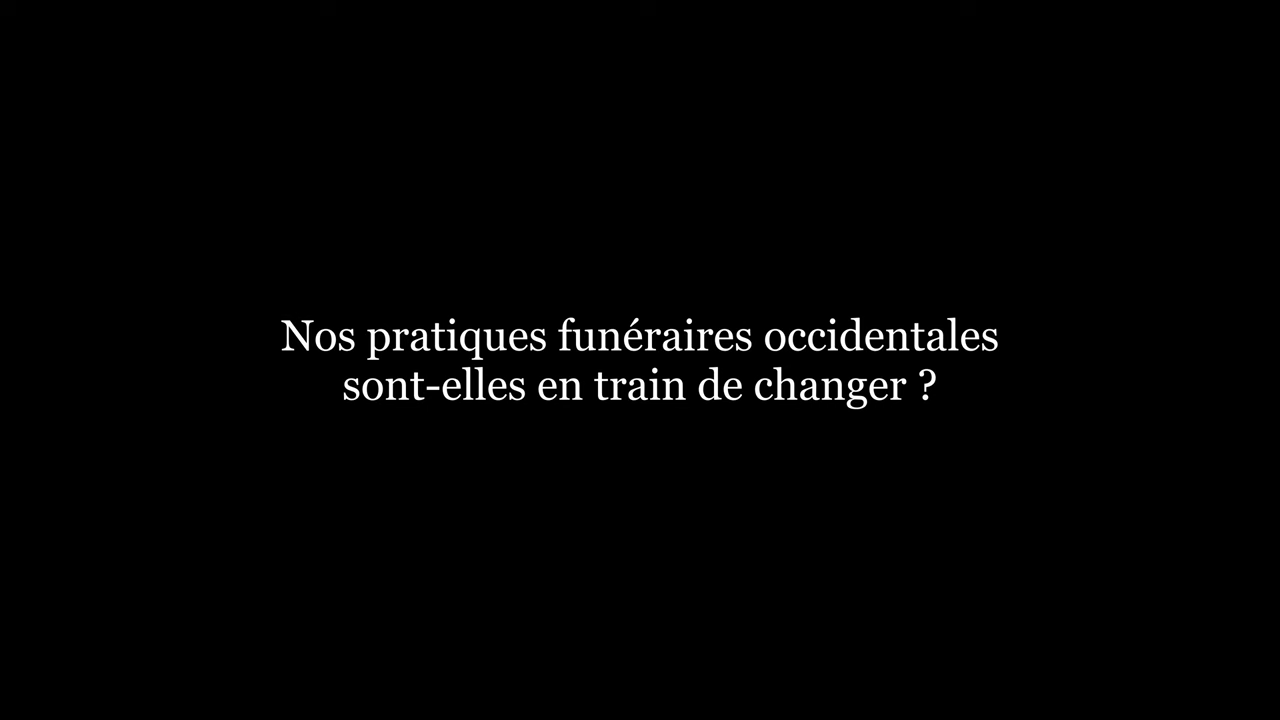 Nos pratiques funéraires occidentales
sont-elles en train de changer ?